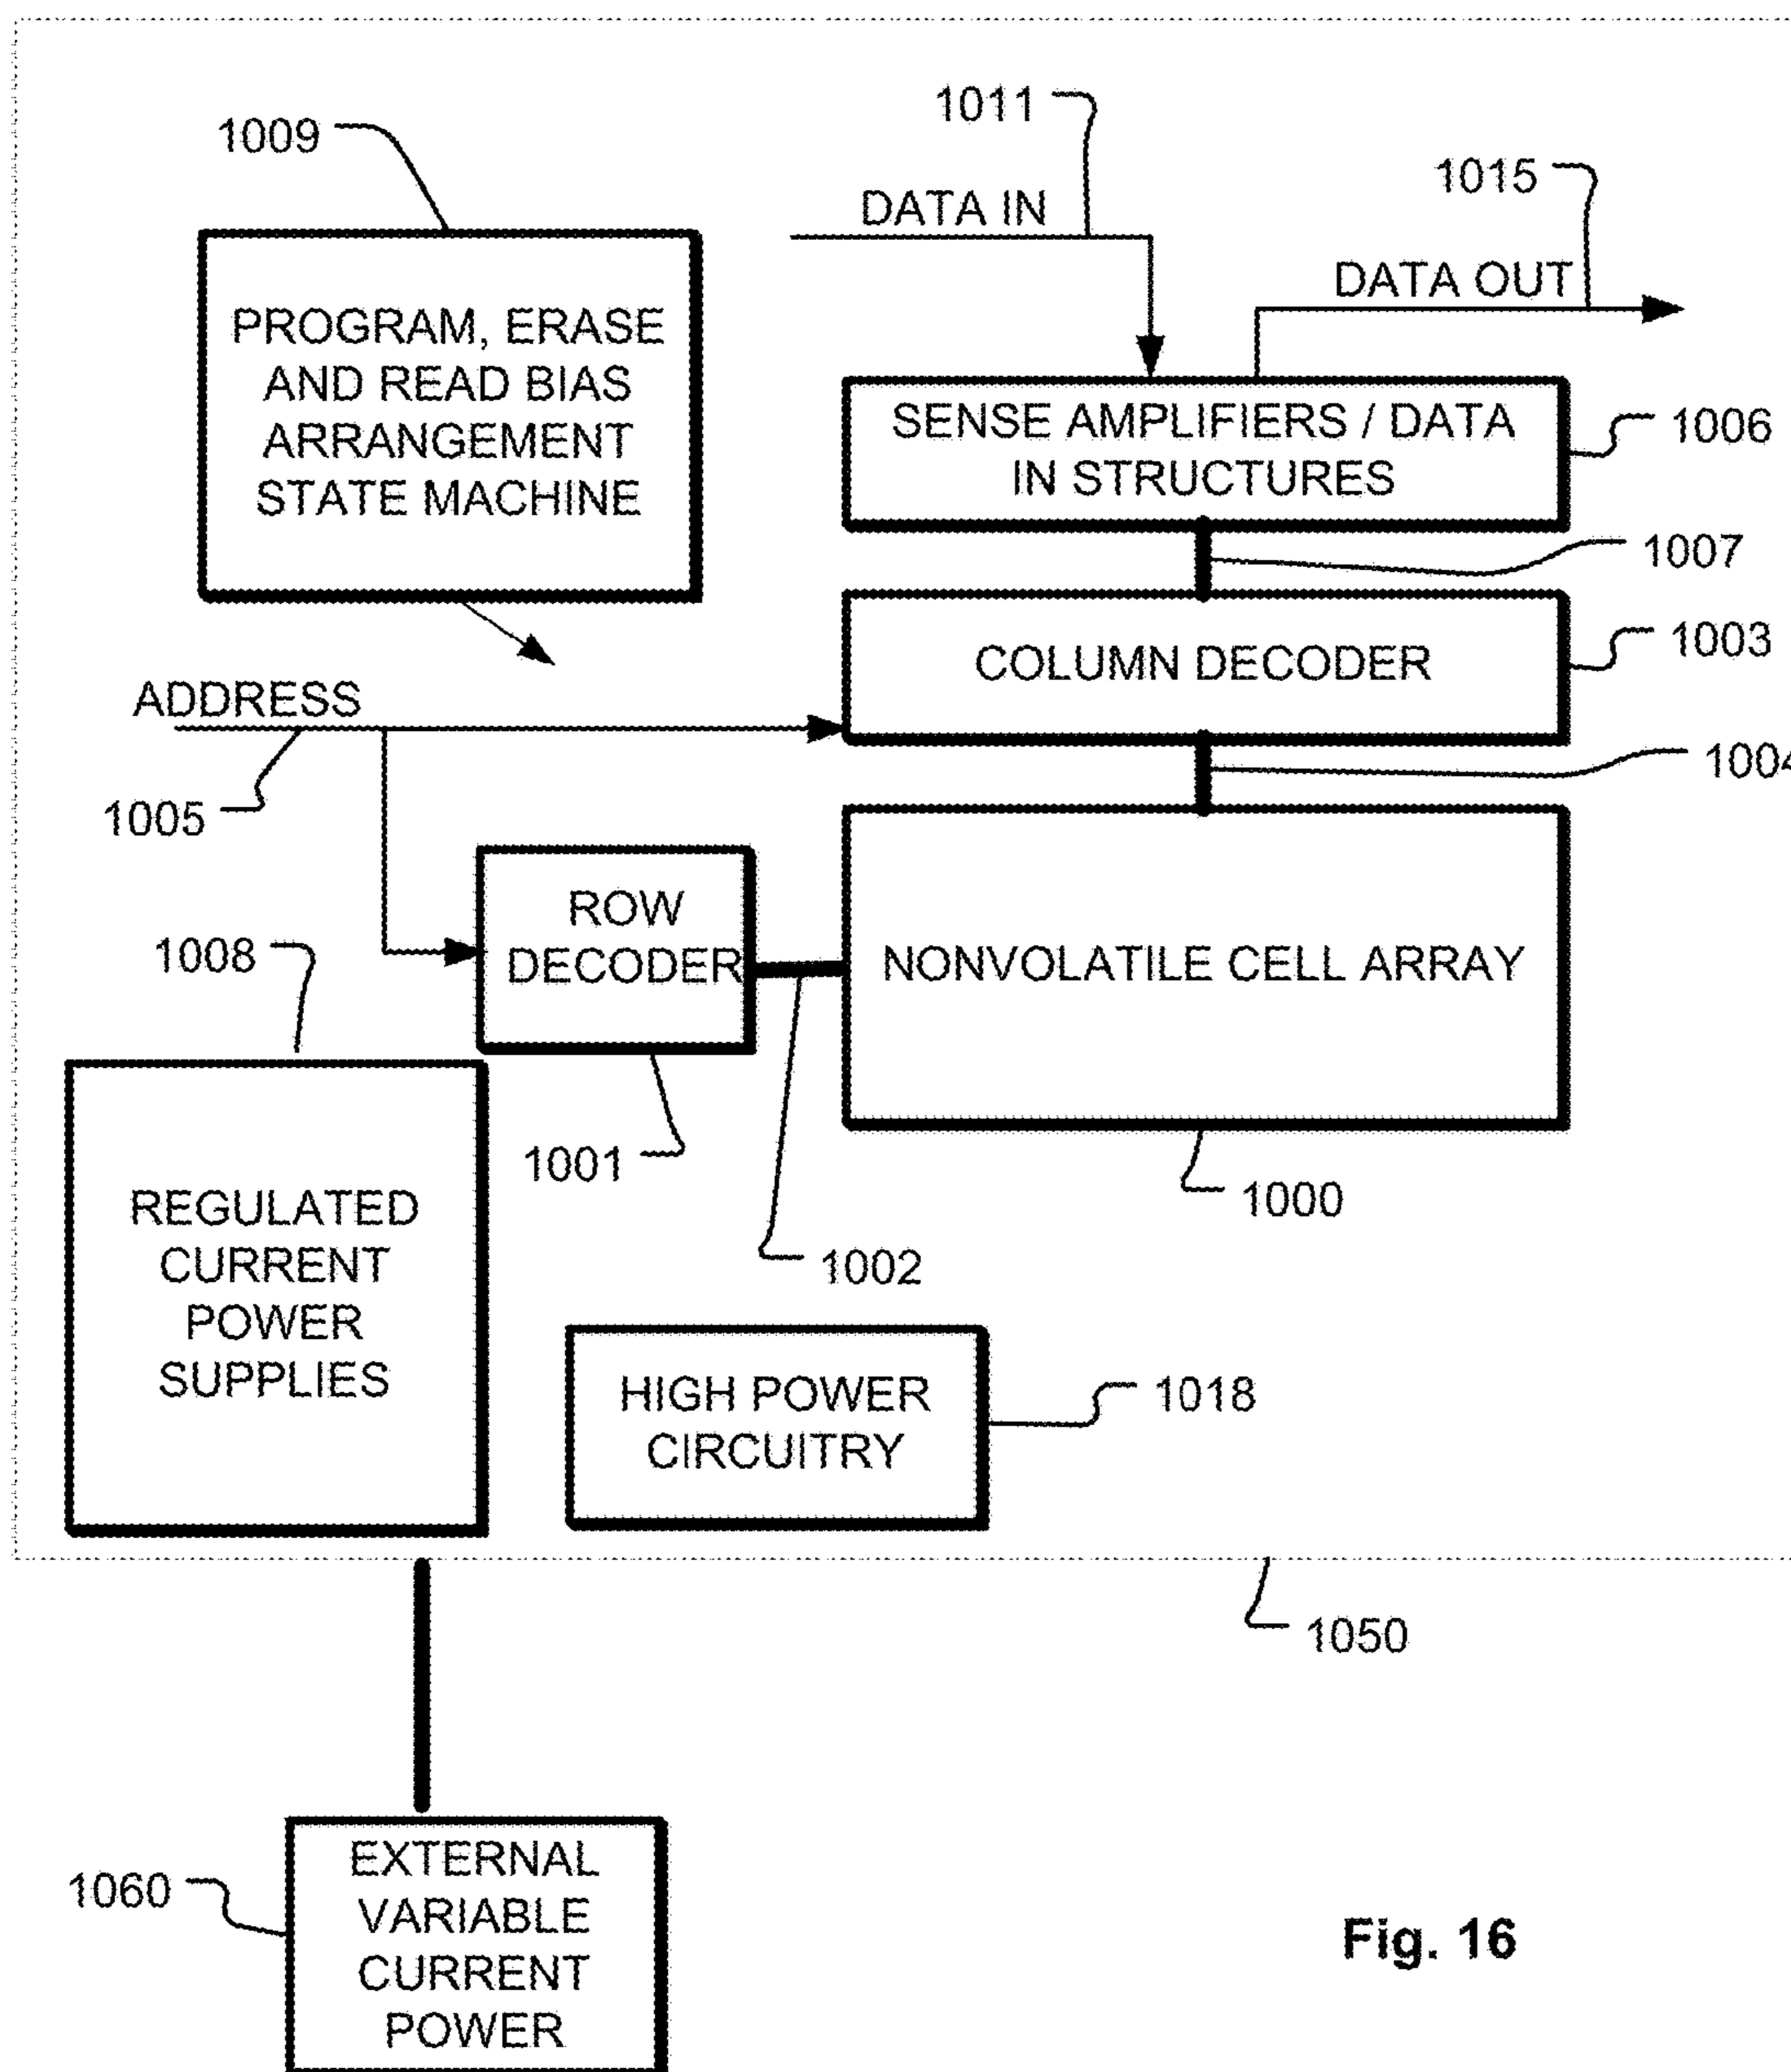 1011
1009
1015
DATA IN
DATA OUT
PROGRAM, ERASE
AND READ BIAS
ARRANGEMENT
STATE MACHINE
SENSE AMPLIFIERS / DATA
IN STRUCTURES
1006
1007
COLUMN DECODER
1003
ADDRESS
1004
1005
ROW
DECODER
1008
NONVOLATILE CELL ARRAY
1001
1000
REGULATED
CURRENT
POWER
SUPPLIES
1002
HIGH POWER
CIRCUITRY
1018
1050
EXTERNAL
VARIABLE
CURRENT
POWER
1060
Fig. 16